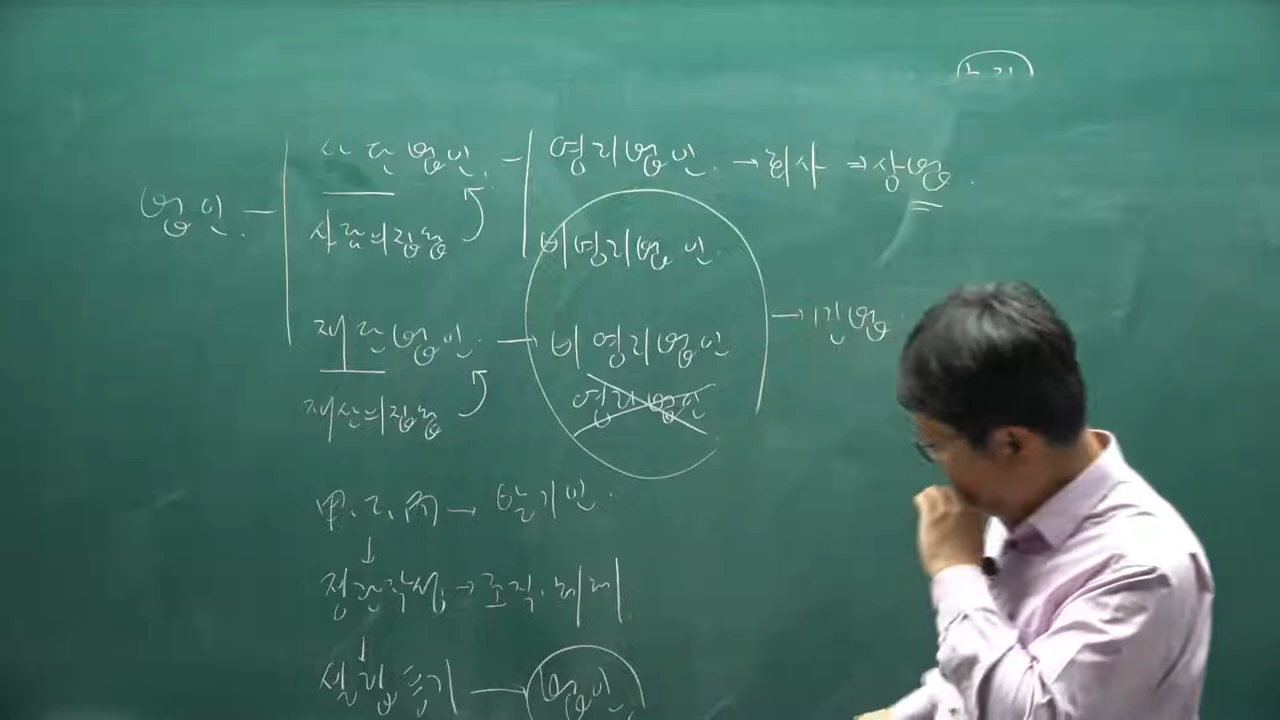 등기
사단법인 영리법인 → 회사 ⇒ 상법
법인
사람의 집합
비영리법인
재단법인 → 비영리법인 → 민법
영리법인
재산의 집합
甲, 乙, 丙 → 발기인
↓
정관작성 → 조직·체계
↓
설립등기 법인